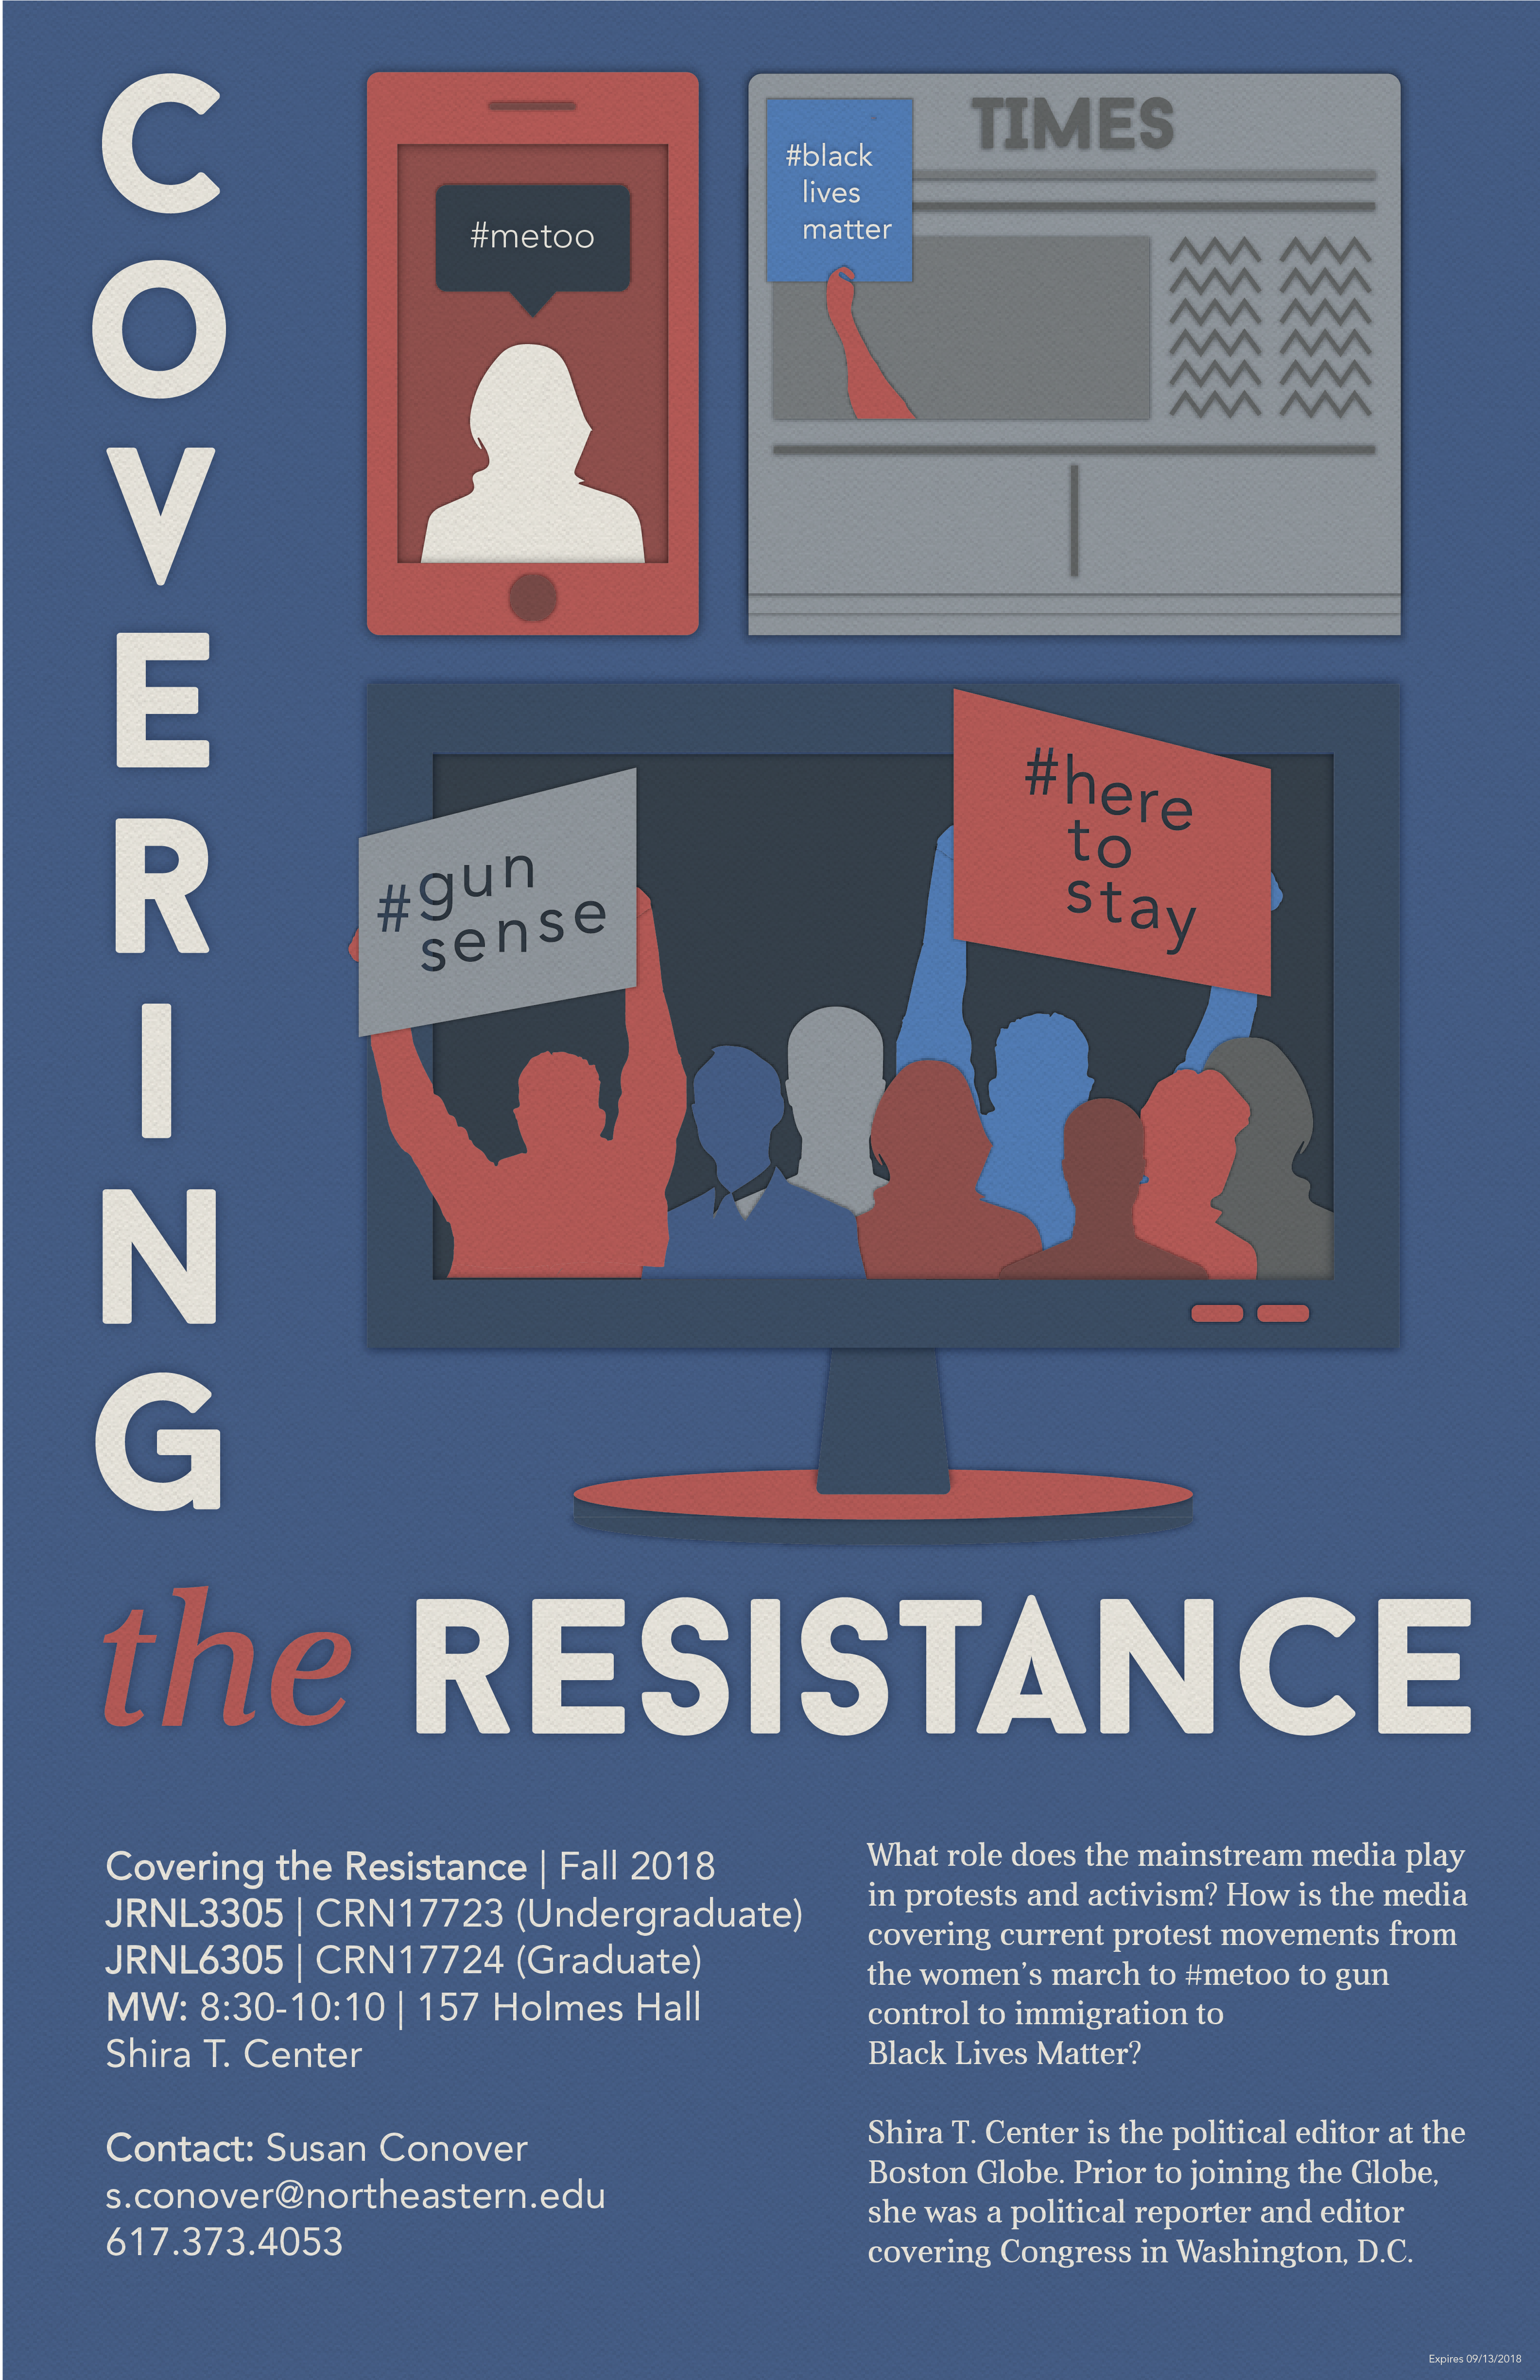 COVERING
#metoo
TIMES
#black
lives
matter
#gun
sense
#here
to
stay
the RESISTANCE
Covering the Resistance | Fall 2018
JRNL3305 | CRN17723 (Undergraduate)
JRNL6305 | CRN17724 (Graduate)
MW: 8:30-10:10 | 157 Holmes Hall
Shira T. Center
Contact: Susan Conover
s.conover@northeastern.edu
617.373.4053
What role does the mainstream media play
in protests and activism? How is the media
covering current protest movements from
the women's march to #metoo to gun
control to immigration to
Black Lives Matter?
Shira T. Center is the political editor at the
Boston Globe. Prior to joining the Globe,
she was a political reporter and editor
covering Congress in Washington, D.C.
Expires 09/13/2018